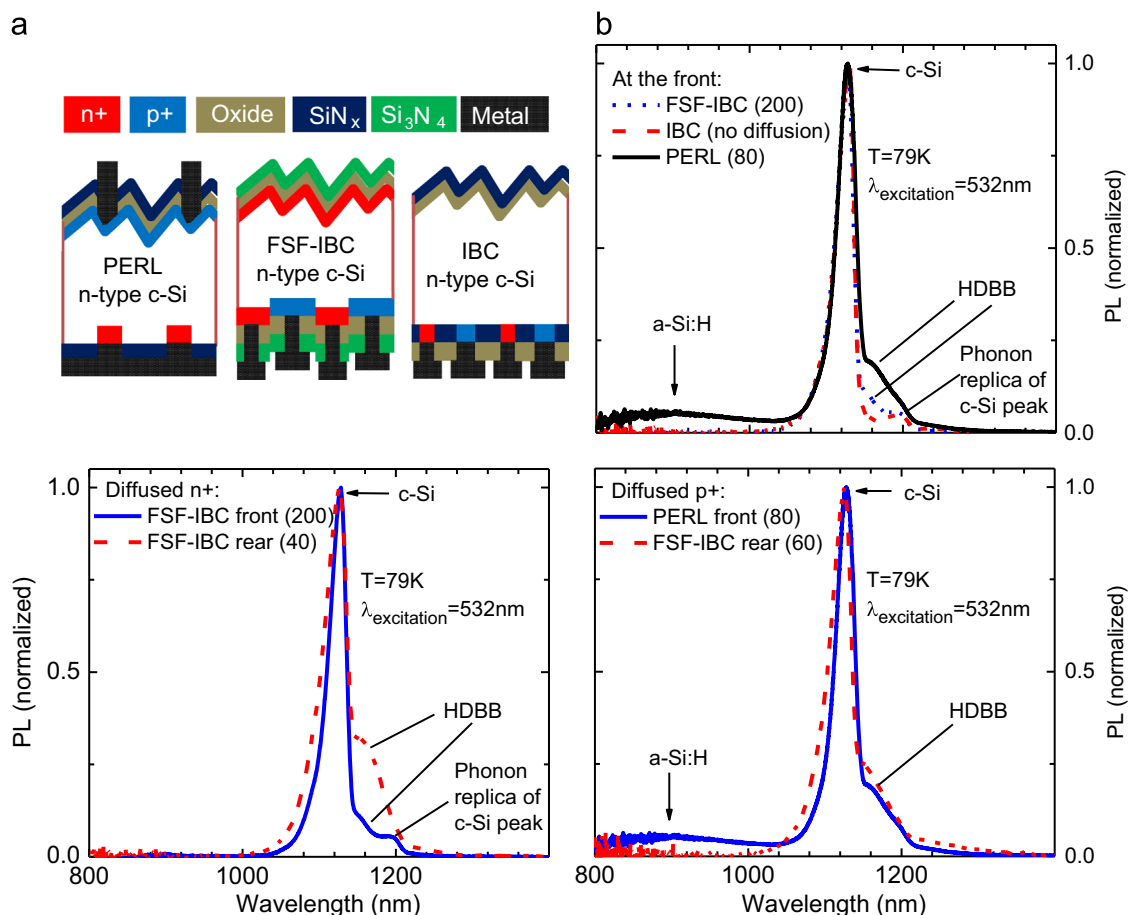 a
n+ p+ Oxide SiNx Si3N4 Metal
PERL
n-type c-Si
FSF-IBC
n-type c-Si
IBC
n-type c-Si
b
At the front:
FSF-IBC (200)
IBC (no diffusion)
PERL (80)
c-Si
T=79K
λexcitation=532nm
a-Si:H
HDBB
Phonon
replica of
c-Si peak
1.0
0.5
0.0
PL (normalized)
Diffused n+:
FSF-IBC front (200)
FSF-IBC rear (40)
c-Si
T=79K
λexcitation=532nm
HDBB
Phonon
replica of
c-Si peak
1.0
0.5
0.0
PL (normalized)
800 1000 1200
Wavelength (nm)
Diffused p+:
PERL front (80)
FSF-IBC rear (60)
c-Si
T=79K
λexcitation=532nm
a-Si:H
HDBB
1.0
0.5
0.0
PL (normalized)
800 1000 1200
Wavelength (nm)